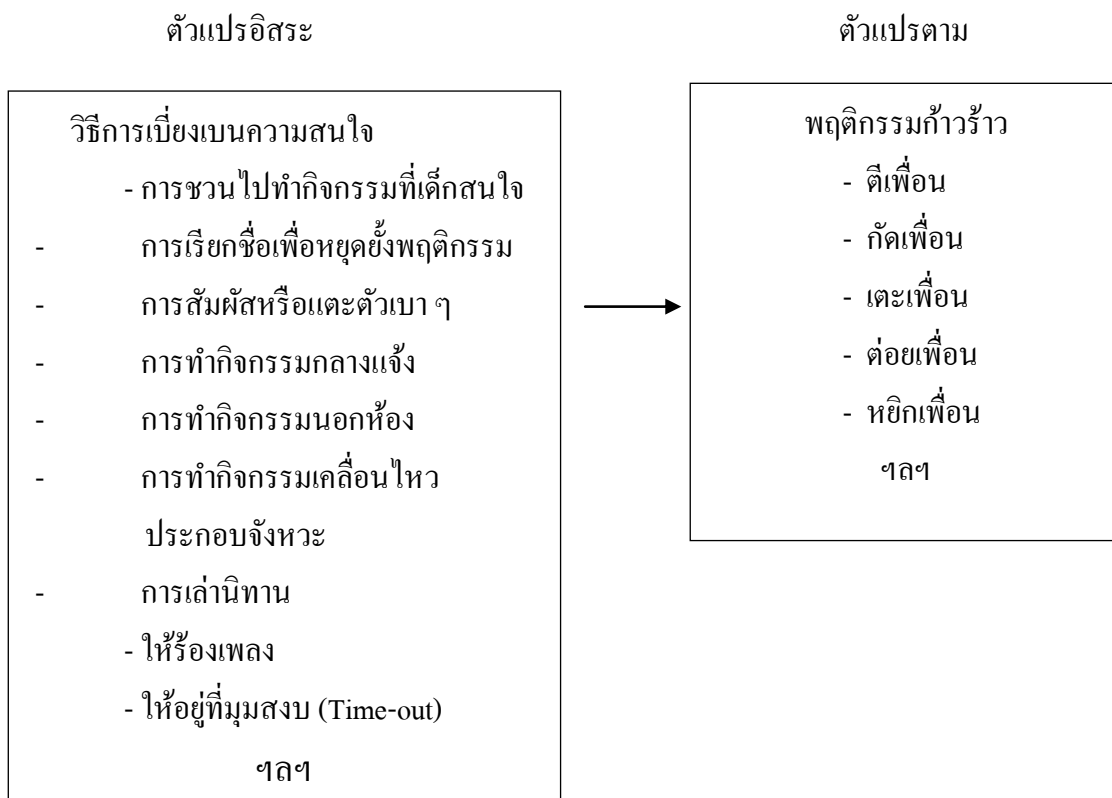 ตัวแปรอิสระ
วิธีการเบี่ยงเบนความสนใจ
- การชวนไปทำกิจกรรมที่เด็กสนใจ
- การเรียกชื่อเพื่อหยุดยั้งพฤติกรรม
- การสัมผัสหรือแตะตัวเบา ๆ
- การทำกิจกรรมกลางแจ้ง
- การทำกิจกรรมนอกห้อง
- การทำกิจกรรมเคลื่อนไหว
ประกอบจังหวะ
- การเล่านิทาน
- ให้ร้องเพลง
- ให้อยู่ที่มุมสงบ (Time-out)
ฯลฯ
ตัวแปรตาม
พฤติกรรมก้าวร้าว
- ตีเพื่อน
- กัดเพื่อน
- เตะเพื่อน
- ต่อยเพื่อน
- หยิกเพื่อน
ฯลฯ